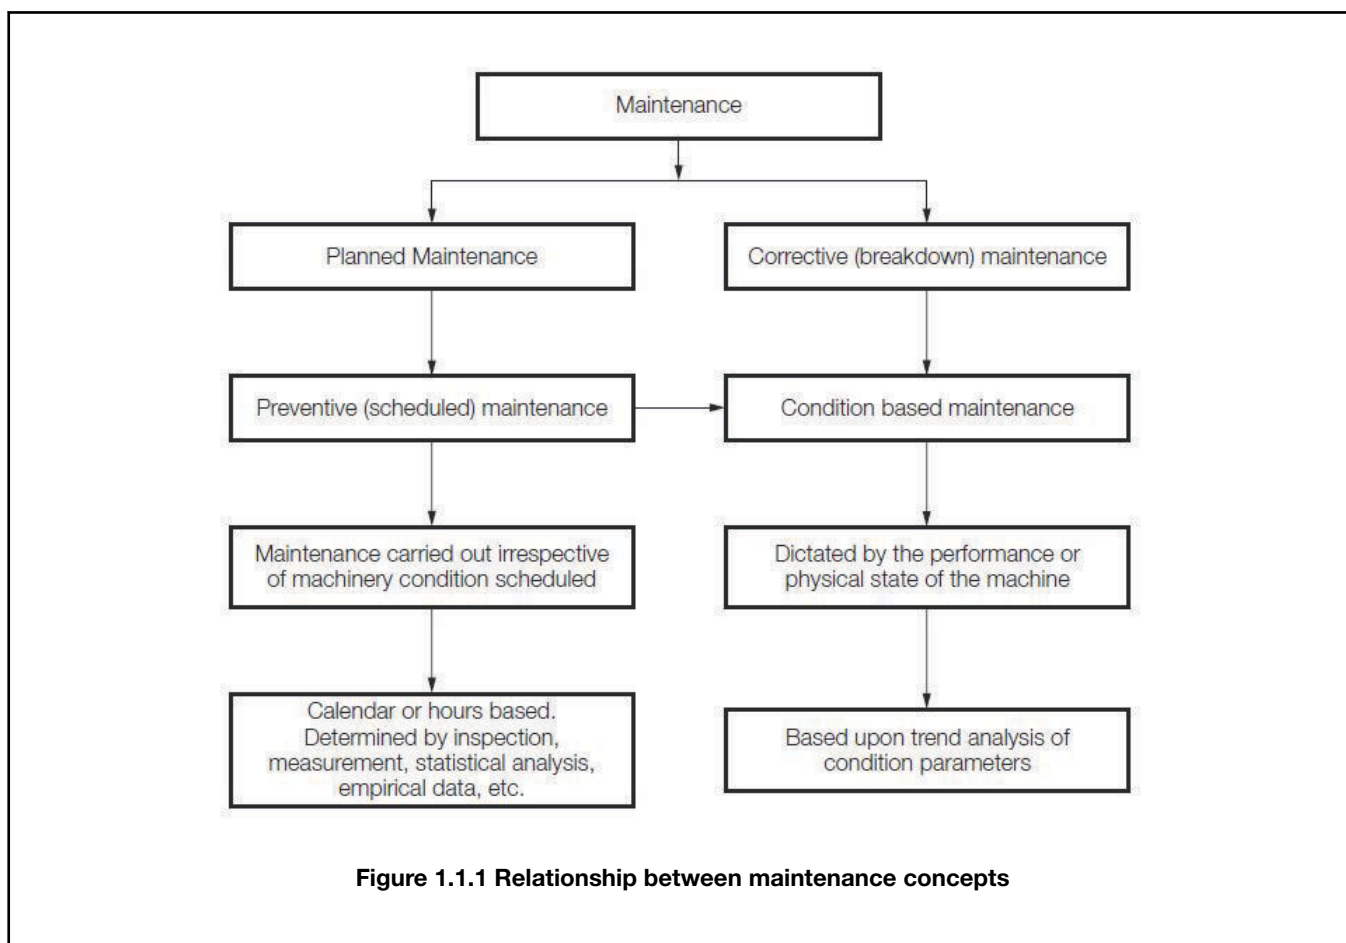 Maintenance
Planned Maintenance
Corrective (breakdown) maintenance
Preventive (scheduled) maintenance
Condition based maintenance
Maintenance carried out irrespective
of machinery condition scheduled
Dictated by the performance or
physical state of the machine
Calendar or hours based.
Determined by inspection,
measurement, statistical analysis,
empirical data, etc.
Based upon trend analysis of
condition parameters
Figure 1.1.1 Relationship between maintenance concepts